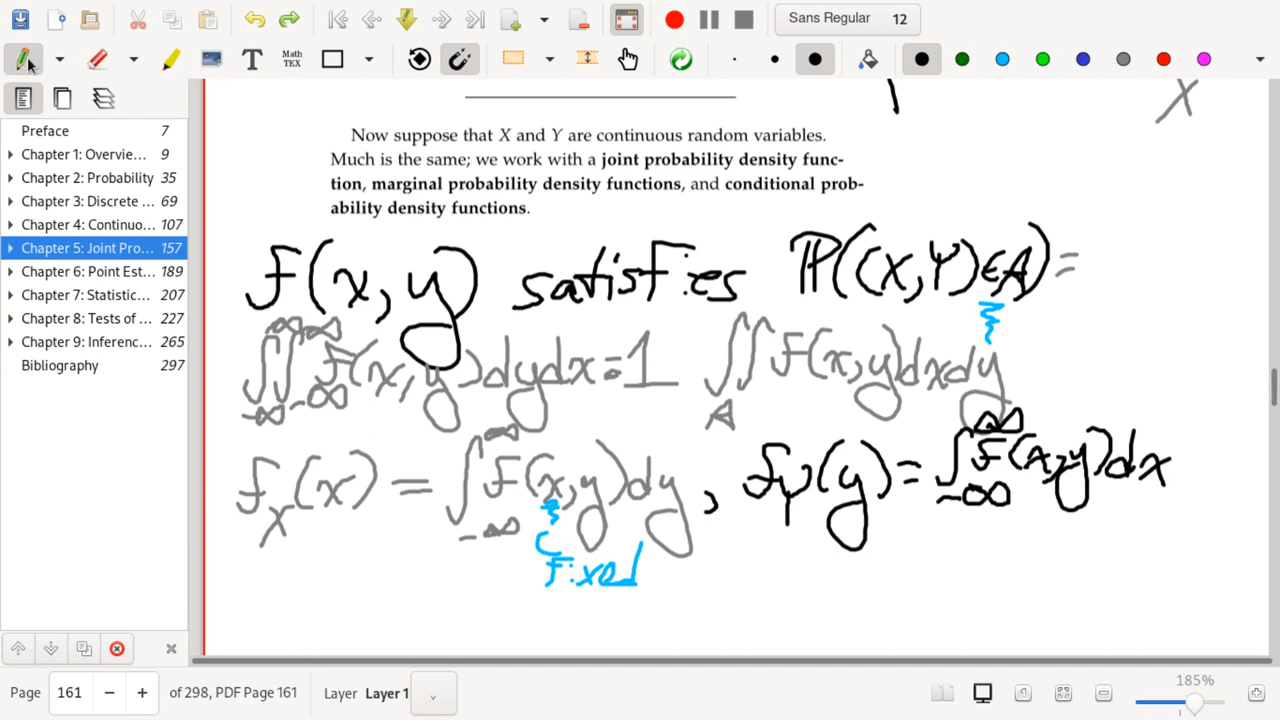 Sans Regular 12
T Math TEX
Preface 7
Chapter 1: Overvie... 9
Chapter 2: Probability 35
Chapter 3: Discrete ... 69
Chapter 4: Continuo... 107
Chapter 5: Joint Pro... 157
Chapter 6: Point Est... 189
Chapter 7: Statistic... 207
Chapter 8: Tests of ... 227
Chapter 9: Inferenc... 265
Bibliography 297
X
Now suppose that X and Y are continuous random variables.
Much is the same; we work with a joint probability density func-
tion, marginal probability density functions, and conditional prob-
ability density functions.
f(x,y) satisfies ℙ((X,Y)∈A) =
∫_{-∞}^{∞}∫_{-∞}^{∞} f(x,y)dydx=1 ∬_A f(x,y)dxdy
f_X(x) = ∫_{-∞}^{∞} f(x,y)dy, f_Y(y) = ∫_{-∞}^{∞} f(x,y)dx
Fixed
Page 161 − + of 298, PDF Page 161 Layer Layer 1 185%